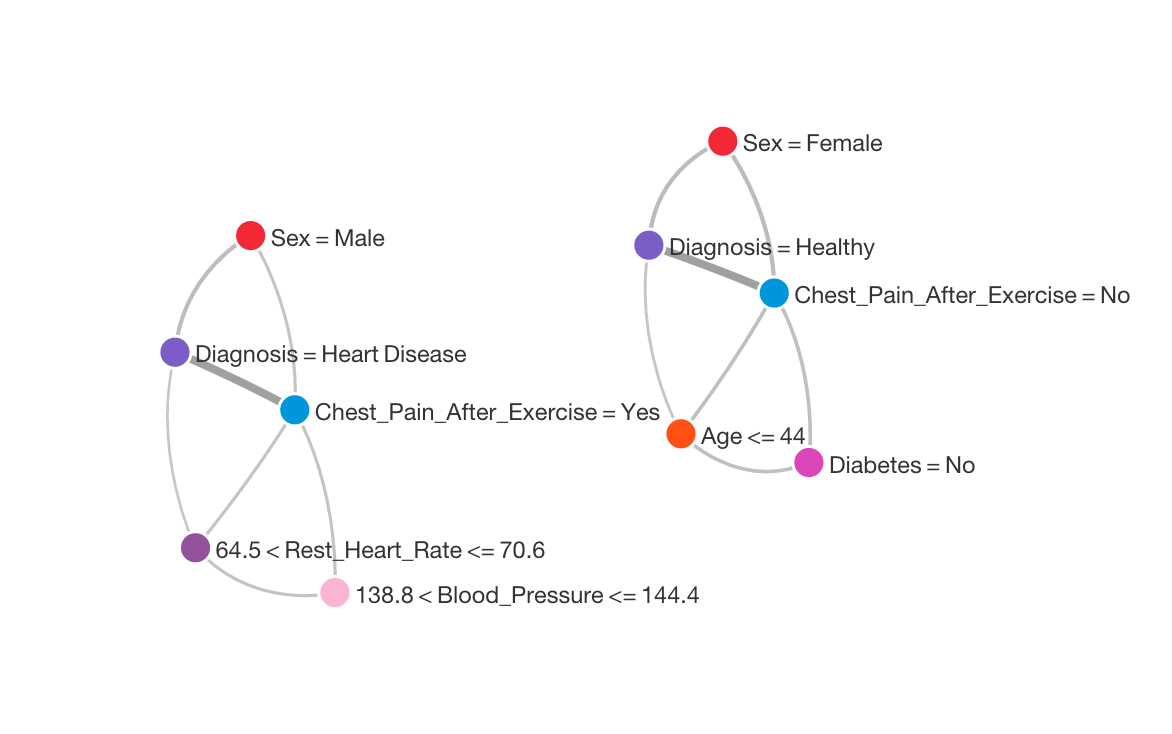 Sex = Male
Diagnosis = Heart Disease
Chest_Pain_After_Exercise = Yes
64.5 < Rest_Heart_Rate <= 70.6
138.8 < Blood_Pressure <= 144.4
Sex = Female
Diagnosis = Healthy
Chest_Pain_After_Exercise = No
Age <= 44
Diabetes = No